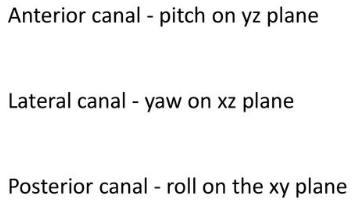 Anterior canal - pitch on yz plane
Lateral canal - yaw on xz plane
Posterior canal - roll on the xy plane